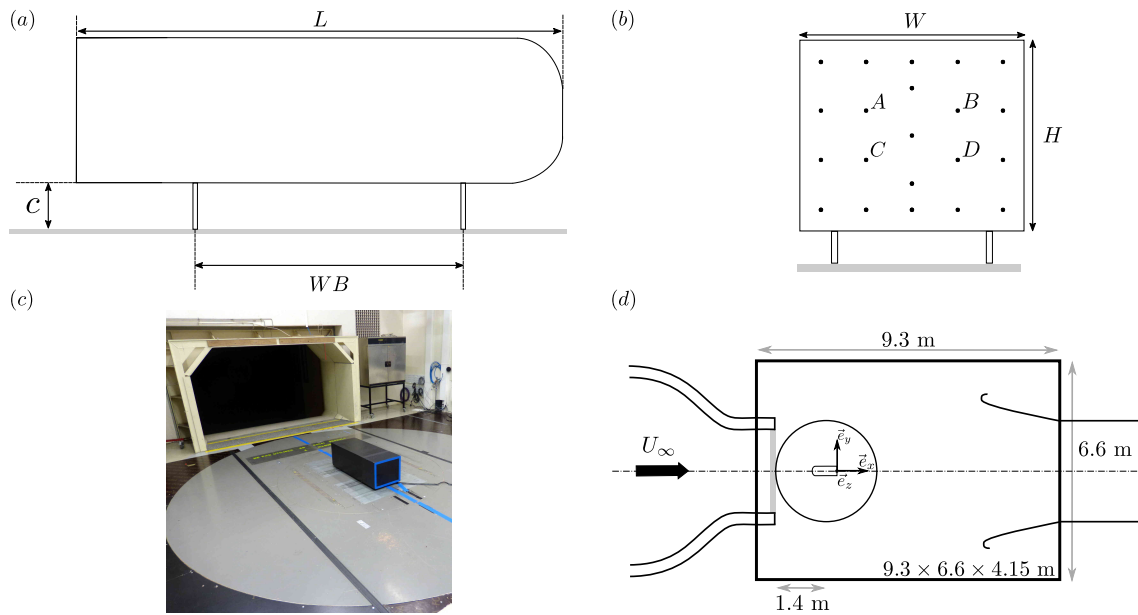 (a)
L
c
WB
(b)
W
A
B
C
D
H
(c)
(d)
9.3 m
U∞
e⃗y
e⃗x
e⃗z
6.6 m
9.3 × 6.6 × 4.15 m
1.4 m